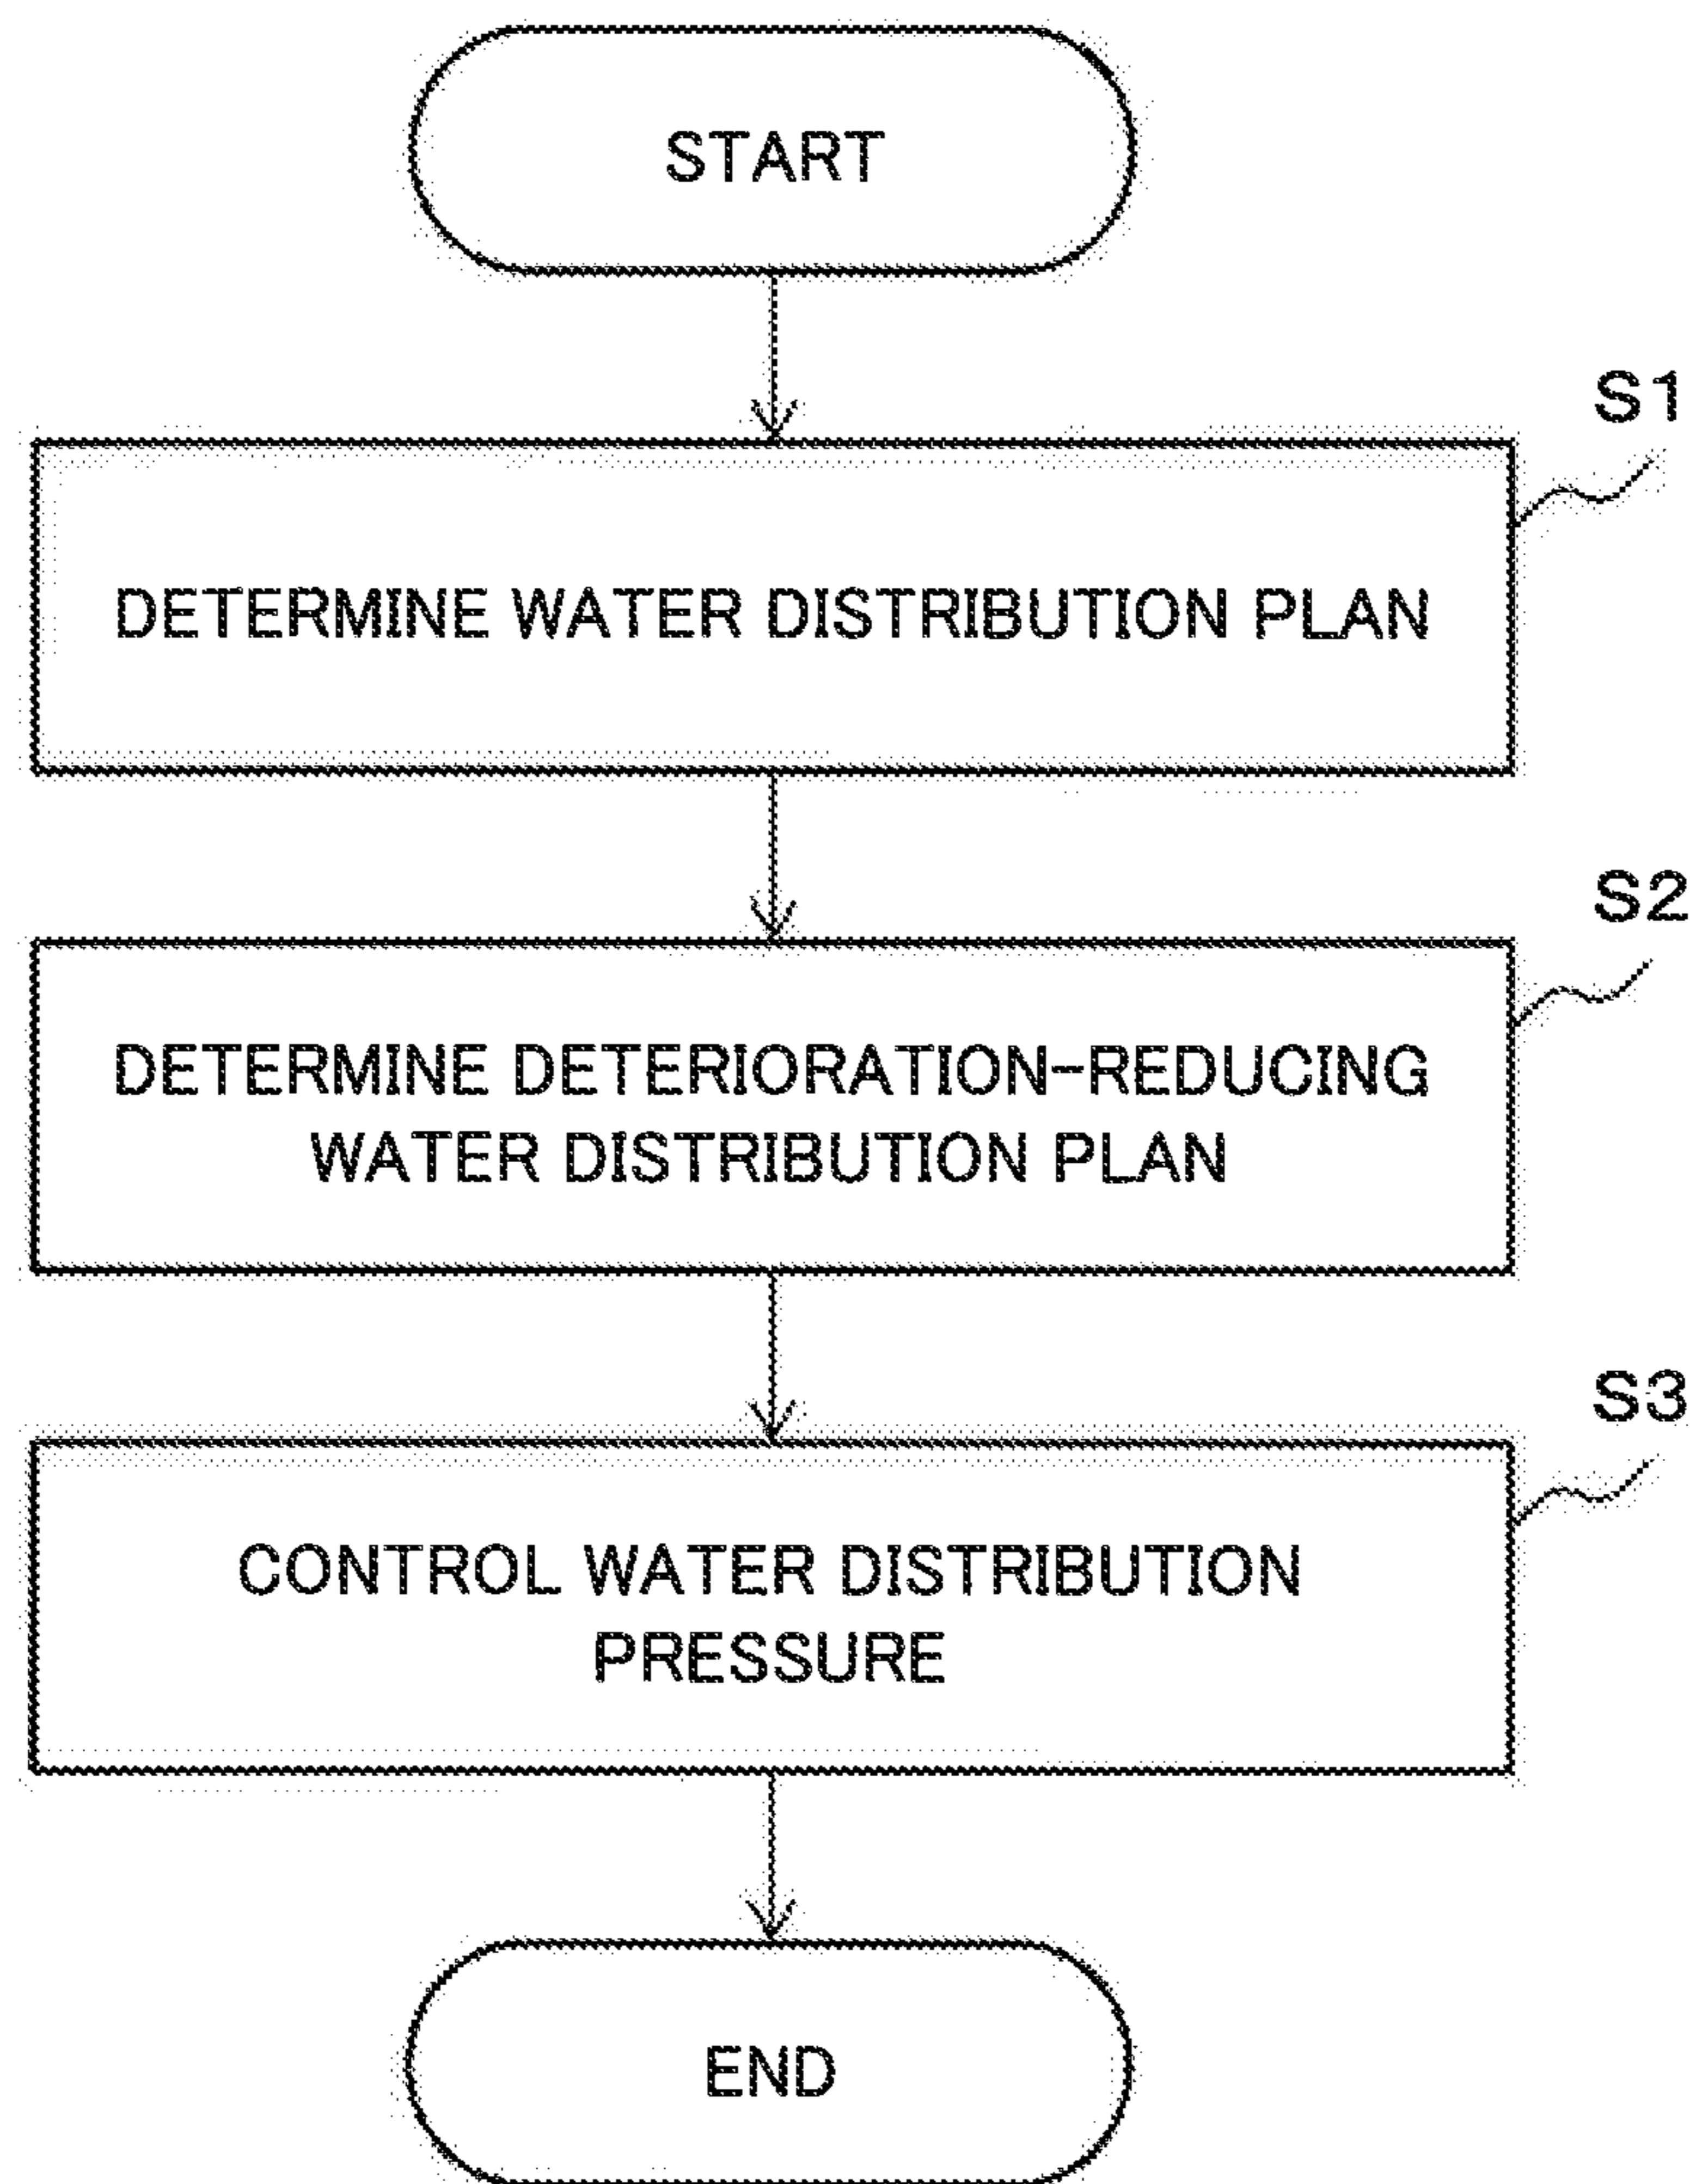 START
S1
DETERMINE WATER DISTRIBUTION PLAN
S2
DETERMINE DETERIORATION-REDUCING
WATER DISTRIBUTION PLAN
S3
CONTROL WATER DISTRIBUTION
PRESSURE
END